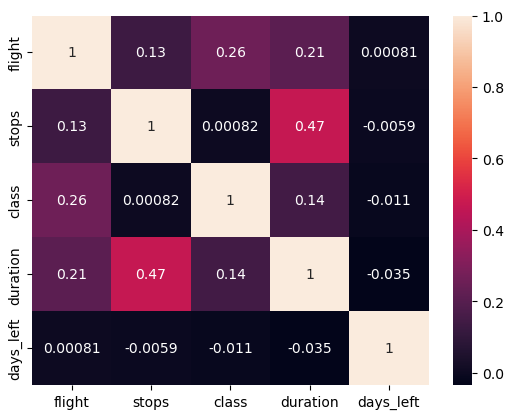 flight 1 0.13 0.26 0.21 0.00081
stops 0.13 1 0.00082 0.47 -0.0059
class 0.26 0.00082 1 0.14 -0.011
duration 0.21 0.47 0.14 1 -0.035
days_left 0.00081 -0.0059 -0.011 -0.035 1
flight stops class duration days_left
1.0
0.8
0.6
0.4
0.2
0.0